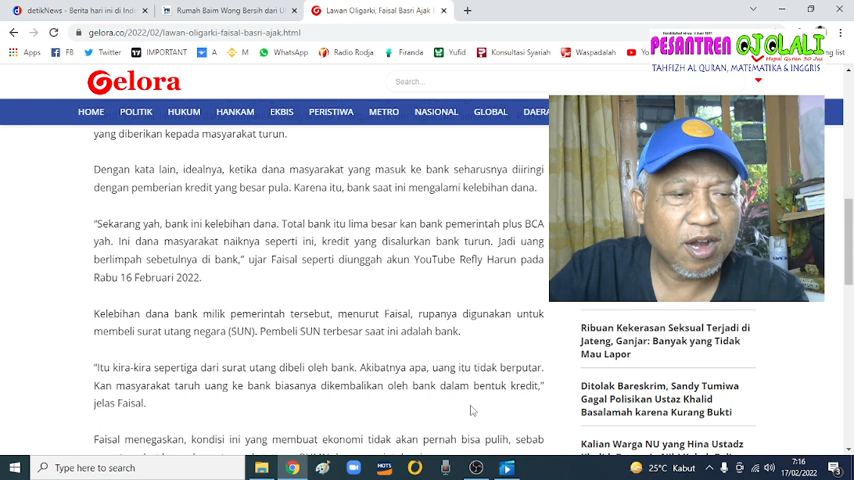 detikNews - Berita hari ini di Ind
Rumah Baim Wong Bersih dari U
Lawan Oligarki, Faisal Basri Ajak
gelora.co/2022/02/lawan-oligarki-faisal-basri-ajak.html
Apps
FB
Twitter
IMPORTANT
A
M
WhatsApp
Radio Rodja
Firanda
Yufid
Konsultasi Syariah
Waspadalah
PESANTREN OJOLALI
Hapal Quran 30 Juz
TAHFIZH AL QURAN, MATEMATIKA & INGGRIS
Gelora
Search...
HOME
POLITIK
HUKUM
HANKAM
EKBIS
PERISTIWA
METRO
NASIONAL
GLOBAL
DAERA
yang diberikan kepada masyarakat turun.
Dengan kata lain, idealnya, ketika dana masyarakat yang masuk ke bank seharusnya diiringi
dengan pemberian kredit yang besar pula. Karena itu, bank saat ini mengalami kelebihan dana.
“Sekarang yah, bank ini kelebihan dana. Total bank itu lima besar kan bank pemerintah plus BCA
yah. Ini dana masyarakat naiknya seperti ini, kredit yang disalurkan bank turun. Jadi uang
berlimpah sebetulnya di bank,” ujar Faisal seperti diunggah akun YouTube Refly Harun pada
Rabu 16 Februari 2022.
Kelebihan dana bank milik pemerintah tersebut, menurut Faisal, rupanya digunakan untuk
membeli surat utang negara (SUN). Pembeli SUN terbesar saat ini adalah bank.
“Itu kira-kira sepertiga dari surat utang dibeli oleh bank. Akibatnya apa, uang itu tidak berputar.
Kan masyarakat taruh uang ke bank biasanya dikembalikan oleh bank dalam bentuk kredit,”
jelas Faisal.
Faisal menegaskan, kondisi ini yang membuat ekonomi tidak akan pernah bisa pulih, sebab
Ribuan Kekerasan Seksual Terjadi di
Jateng, Ganjar: Banyak yang Tidak
Mau Lapor
Ditolak Bareskrim, Sandy Tumiwa
Gagal Polisikan Ustaz Khalid
Basalamah karena Kurang Bukti
Kalian Warga NU yang Hina Ustadz
Type here to search
25°C Kabut
7:16
17/02/2022